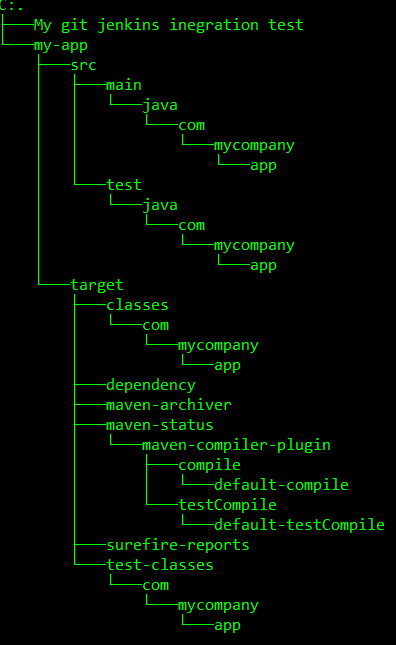 C:.
My git jenkins inegration test
my-app
src
main
java
com
mycompany
app
test
java
com
mycompany
app
target
classes
com
mycompany
app
dependency
maven-archiver
maven-status
maven-compiler-plugin
compile
default-compile
testCompile
default-testCompile
surefire-reports
test-classes
com
mycompany
app